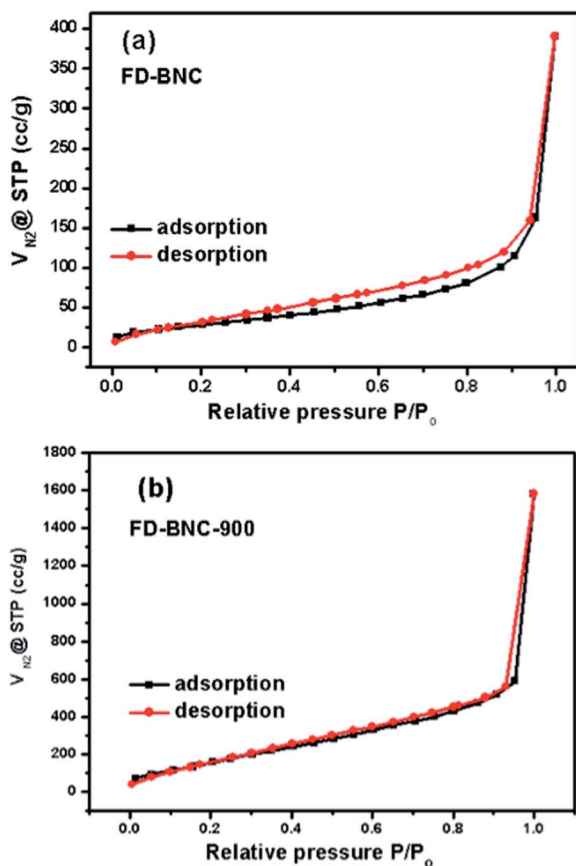 (a)
FD-BNC
400
350
300
250
200
150
100
50
0
V N2@ STP (cc/g)
adsorption
desorption
0.0 0.2 0.4 0.6 0.8 1.0
Relative pressure P/Po
(b)
FD-BNC-900
1800
1600
1400
1200
1000
800
600
400
200
0
V N2@ STP (cc/g)
adsorption
desorption
0.0 0.2 0.4 0.6 0.8 1.0
Relative pressure P/Po